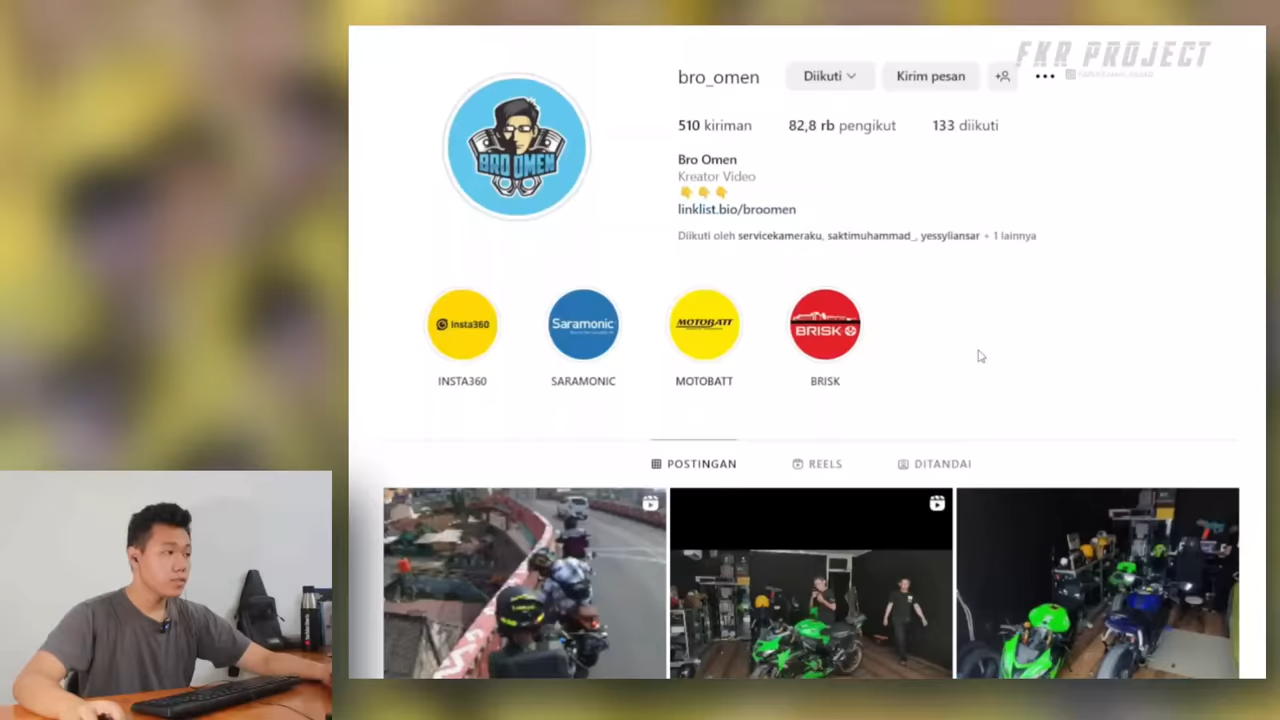 FKR PROJECT
bro_omen
Diikuti
Kirim pesan
510 kiriman
82,8 rb pengikut
133 diikuti
Bro Omen
Kreator Video
👇👇👇
linklist.bio/broomen
Diikuti oleh servicekameraku, saktimuhammad_, yessyliansar + 1 lainnya
BRO OMEN
Insta360
Saramonic
MOTOBATT
BRISK
INSTA360
SARAMONIC
MOTOBATT
BRISK
POSTINGAN
REELS
DITANDAI